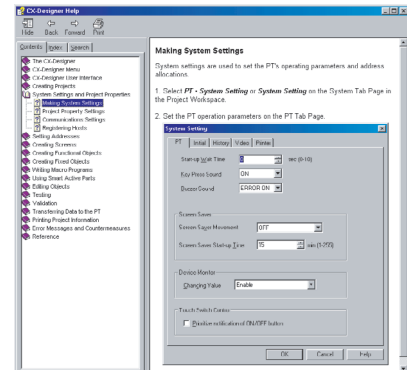 CX-Designer Help
Hide Back Forward Print
Contents Index Search
The CX-Designer
CX-Designer Menu
CX-Designer User Interface
Creating Projects
System Settings and Project Properties
Making System Settings
Project Property Settings
Communications Settings
Registering Hosts
Setting Addresses
Creating Screens
Creating Functional Objects
Creating Fixed Objects
Writing Macro Programs
Using Smart Active Parts
Editing Objects
Testing
Validation
Transferring Data to the PT
Printing Project Information
Error Messages and Countermeasures
Reference
Making System Settings
System settings are used to set the PT's operating parameters and address
allocations.
1. Select PT - System Setting or System Setting on the System Tab Page in
the Project Workspace.
2. Set the PT operation parameters on the PT Tab Page.
System Setting
PT Initial History Video Printer
Start-up Wait Time sec (0-10)
Key Press Sound ON
Buzzer Sound ERROR ON
Screen Saver
Screen Saver Movement OFF
Screen Saver Start-up Time 15 min (1-255)
Device Monitor
Changing Value Enable
Touch Switch Control
notification of ON/OFF button
OK Cancel Help